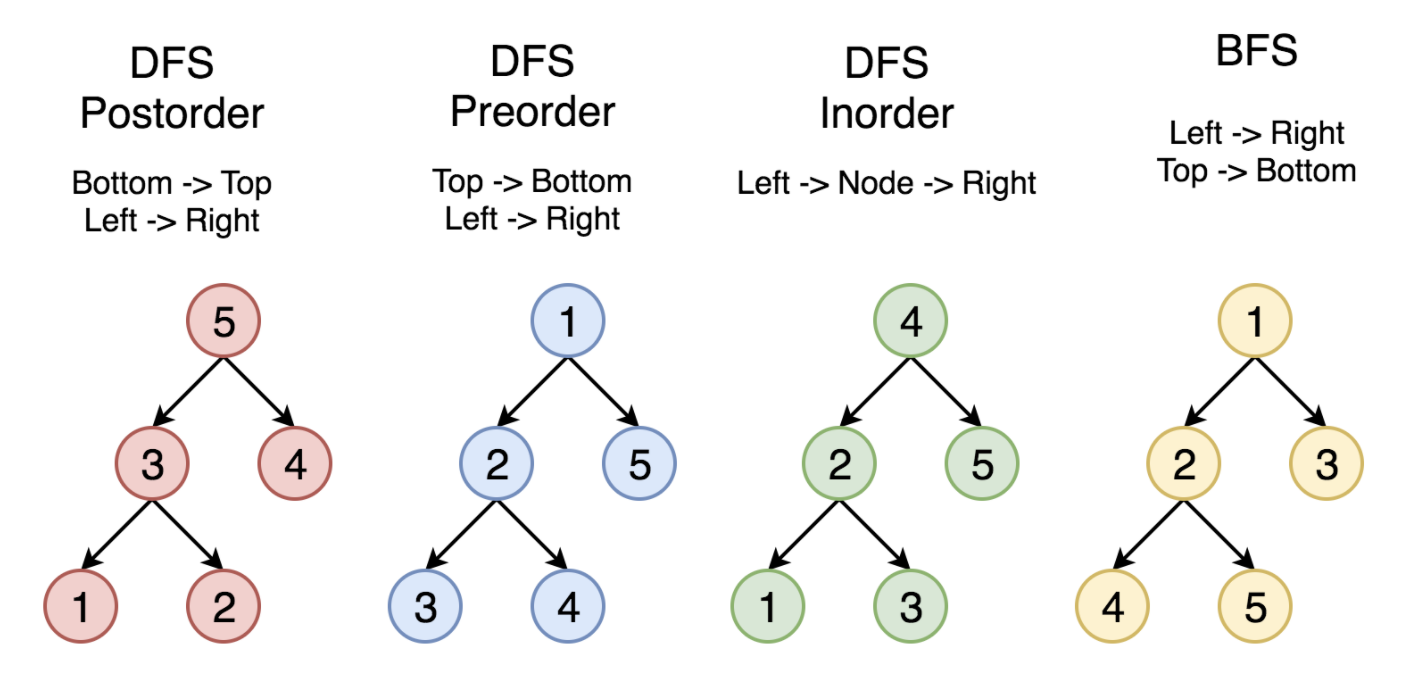 DFS
Postorder
Bottom -> Top
Left -> Right
5
3 4
1 2
DFS
Preorder
Top -> Bottom
Left -> Right
1
2 5
3 4
DFS
Inorder
Left -> Node -> Right
4
2 5
1 3
BFS
Left -> Right
Top -> Bottom
1
2 3
4 5